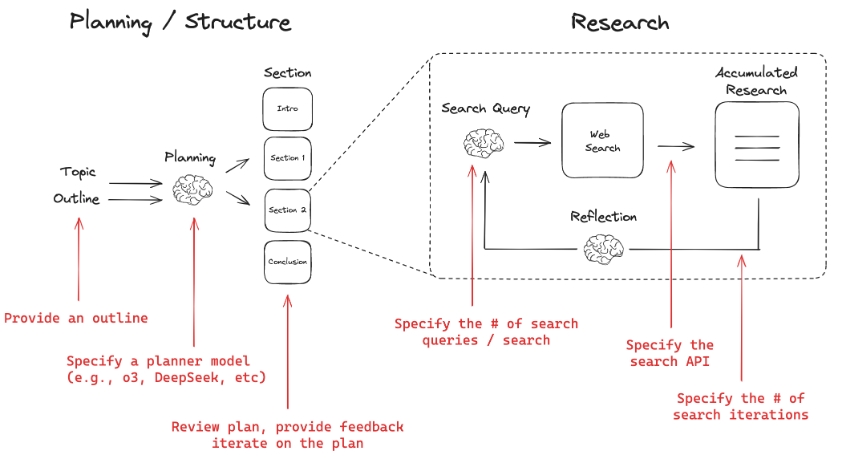 Planning / Structure
Research
Section
Intro
Section 1
Section 2
Conclusion
Planning
Topic
Outline
Search Query
Web
Search
Accumulated
Research
Reflection
Provide an outline
Specify a planner model
(e.g., o3, DeepSeek, etc)
Review plan, provide feedback
iterate on the plan
Specify the # of search
queries / search
Specify the
search API
Specify the # of
search iterations